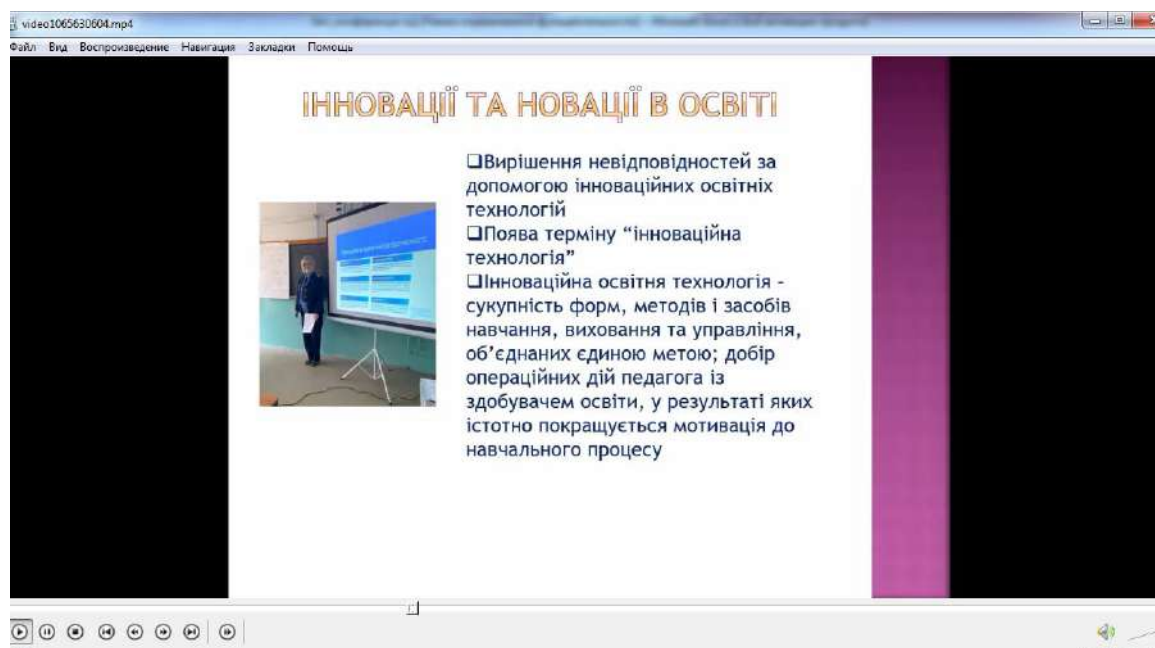 video1065630604.mp4
Файл Вид Воспроизведение Навигация Закладки Помощь
ІННОВАЦІЇ ТА НОВАЦІЇ В ОСВІТІ
❑Вирішення невідповідностей за
допомогою інноваційних освітніх
технологій
❑Поява терміну “інноваційна
технологія”
❑Інноваційна освітня технологія –
сукупність форм, методів і засобів
навчання, виховання та управління,
об’єднаних єдиною метою; добір
операційних дій педагога із
здобувачем освіти, у результаті яких
істотно покращується мотивація до
навчального процесу